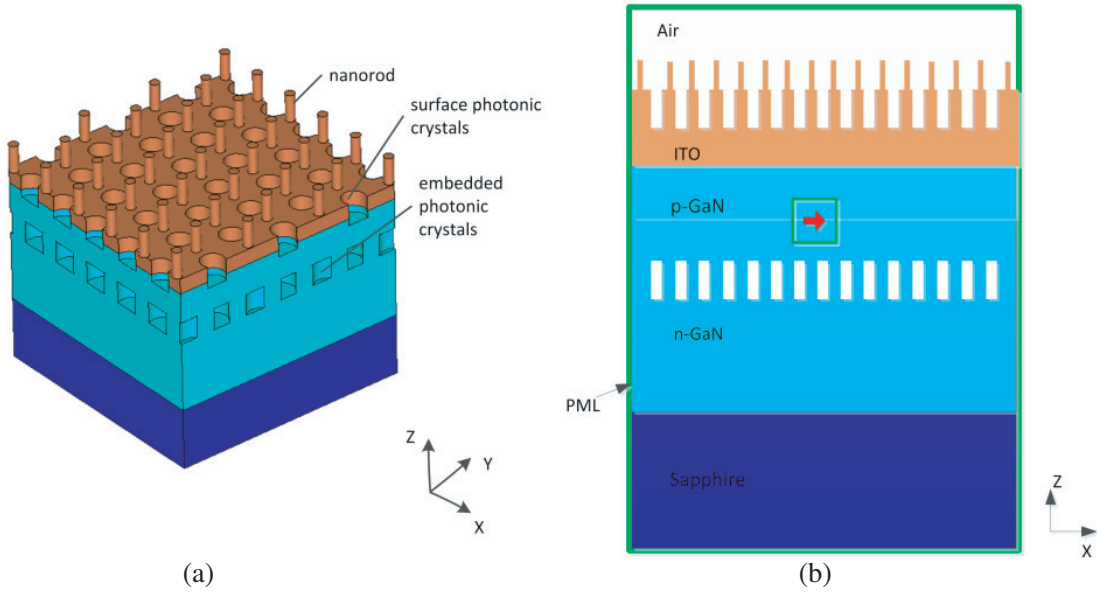 nanorod
surface photonic
crystals
embedded
photonic
crystals
Z
Y
X
(a)
Air
ITO
p-GaN
n-GaN
PML
Sapphire
Z
X
(b)